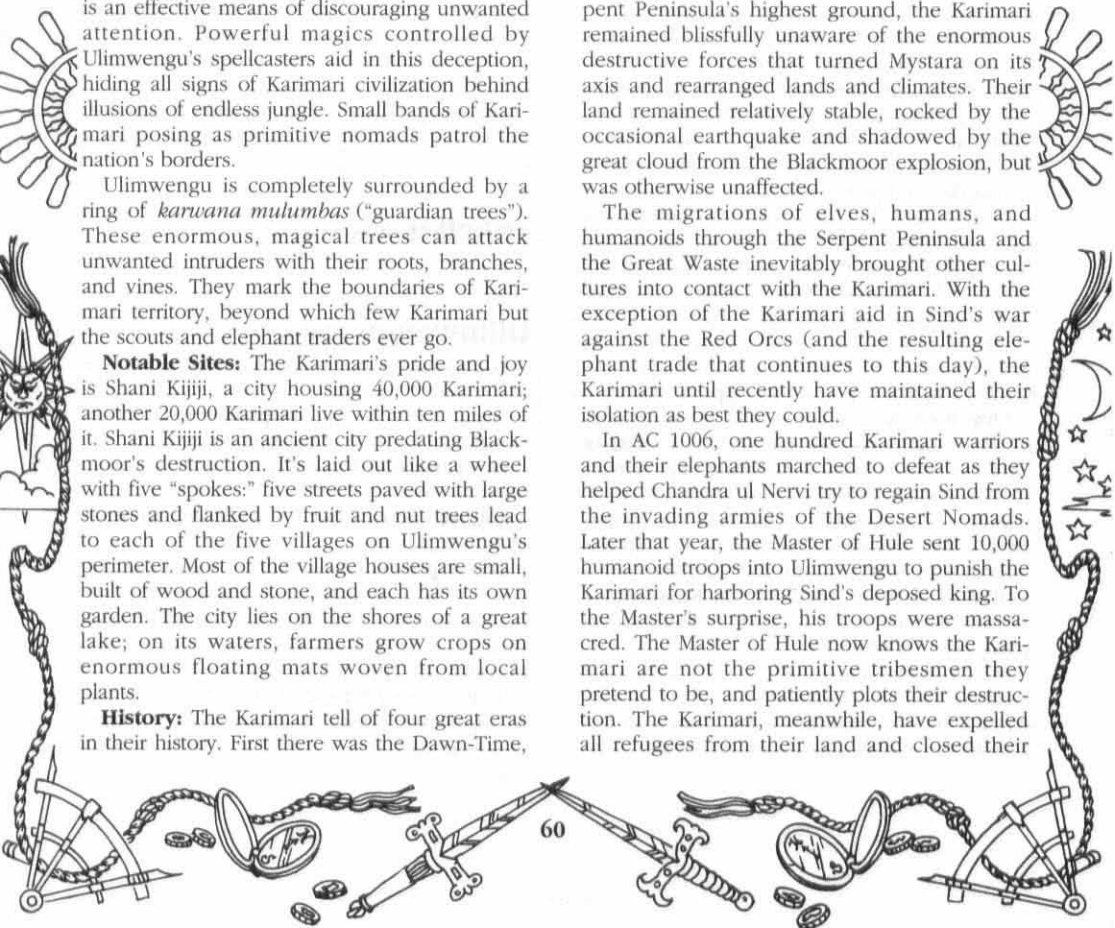 is an effective means of discouraging unwanted
attention. Powerful magics controlled by
Ulimwengu's spellcasters aid in this deception,
hiding all signs of Karimari civilization behind
illusions of endless jungle. Small bands of Kari-
mari posing as primitive nomads patrol the
nation's borders.
Ulimwengu is completely surrounded by a
ring of karwana mulumbas ("guardian trees").
These enormous, magical trees can attack
unwanted intruders with their roots, branches,
and vines. They mark the boundaries of Kari-
mari territory, beyond which few Karimari but
the scouts and elephant traders ever go.
Notable Sites: The Karimari's pride and joy
is Shani Kijiji, a city housing 40,000 Karimari;
another 20,000 Karimari live within ten miles of
it. Shani Kijiji is an ancient city predating Black-
moor's destruction. It's laid out like a wheel
with five "spokes:" five streets paved with large
stones and flanked by fruit and nut trees lead
to each of the five villages on Ulimwengu's
perimeter. Most of the village houses are small,
built of wood and stone, and each has its own
garden. The city lies on the shores of a great
lake; on its waters, farmers grow crops on
enormous floating mats woven from local
plants.
History: The Karimari tell of four great eras
in their history. First there was the Dawn-Time,
pent Peninsula's highest ground, the Karimari
remained blissfully unaware of the enormous
destructive forces that turned Mystara on its
axis and rearranged lands and climates. Their
land remained relatively stable, rocked by the
occasional earthquake and shadowed by the
great cloud from the Blackmoor explosion, but
was otherwise unaffected.
The migrations of elves, humans, and
humanoids through the Serpent Peninsula and
the Great Waste inevitably brought other cul-
tures into contact with the Karimari. With the
exception of the Karimari aid in Sind's war
against the Red Orcs (and the resulting ele-
phant trade that continues to this day), the
Karimari until recently have maintained their
isolation as best they could.
In AC 1006, one hundred Karimari warriors
and their elephants marched to defeat as they
helped Chandra ul Nervi try to regain Sind from
the invading armies of the Desert Nomads.
Later that year, the Master of Hule sent 10,000
humanoid troops into Ulimwengu to punish the
Karimari for harboring Sind's deposed king. To
the Master's surprise, his troops were massa-
cred. The Master of Hule now knows the Kari-
mari are not the primitive tribesmen they
pretend to be, and patiently plots their destruc-
tion. The Karimari, meanwhile, have expelled
all refugees from their land and closed their
60